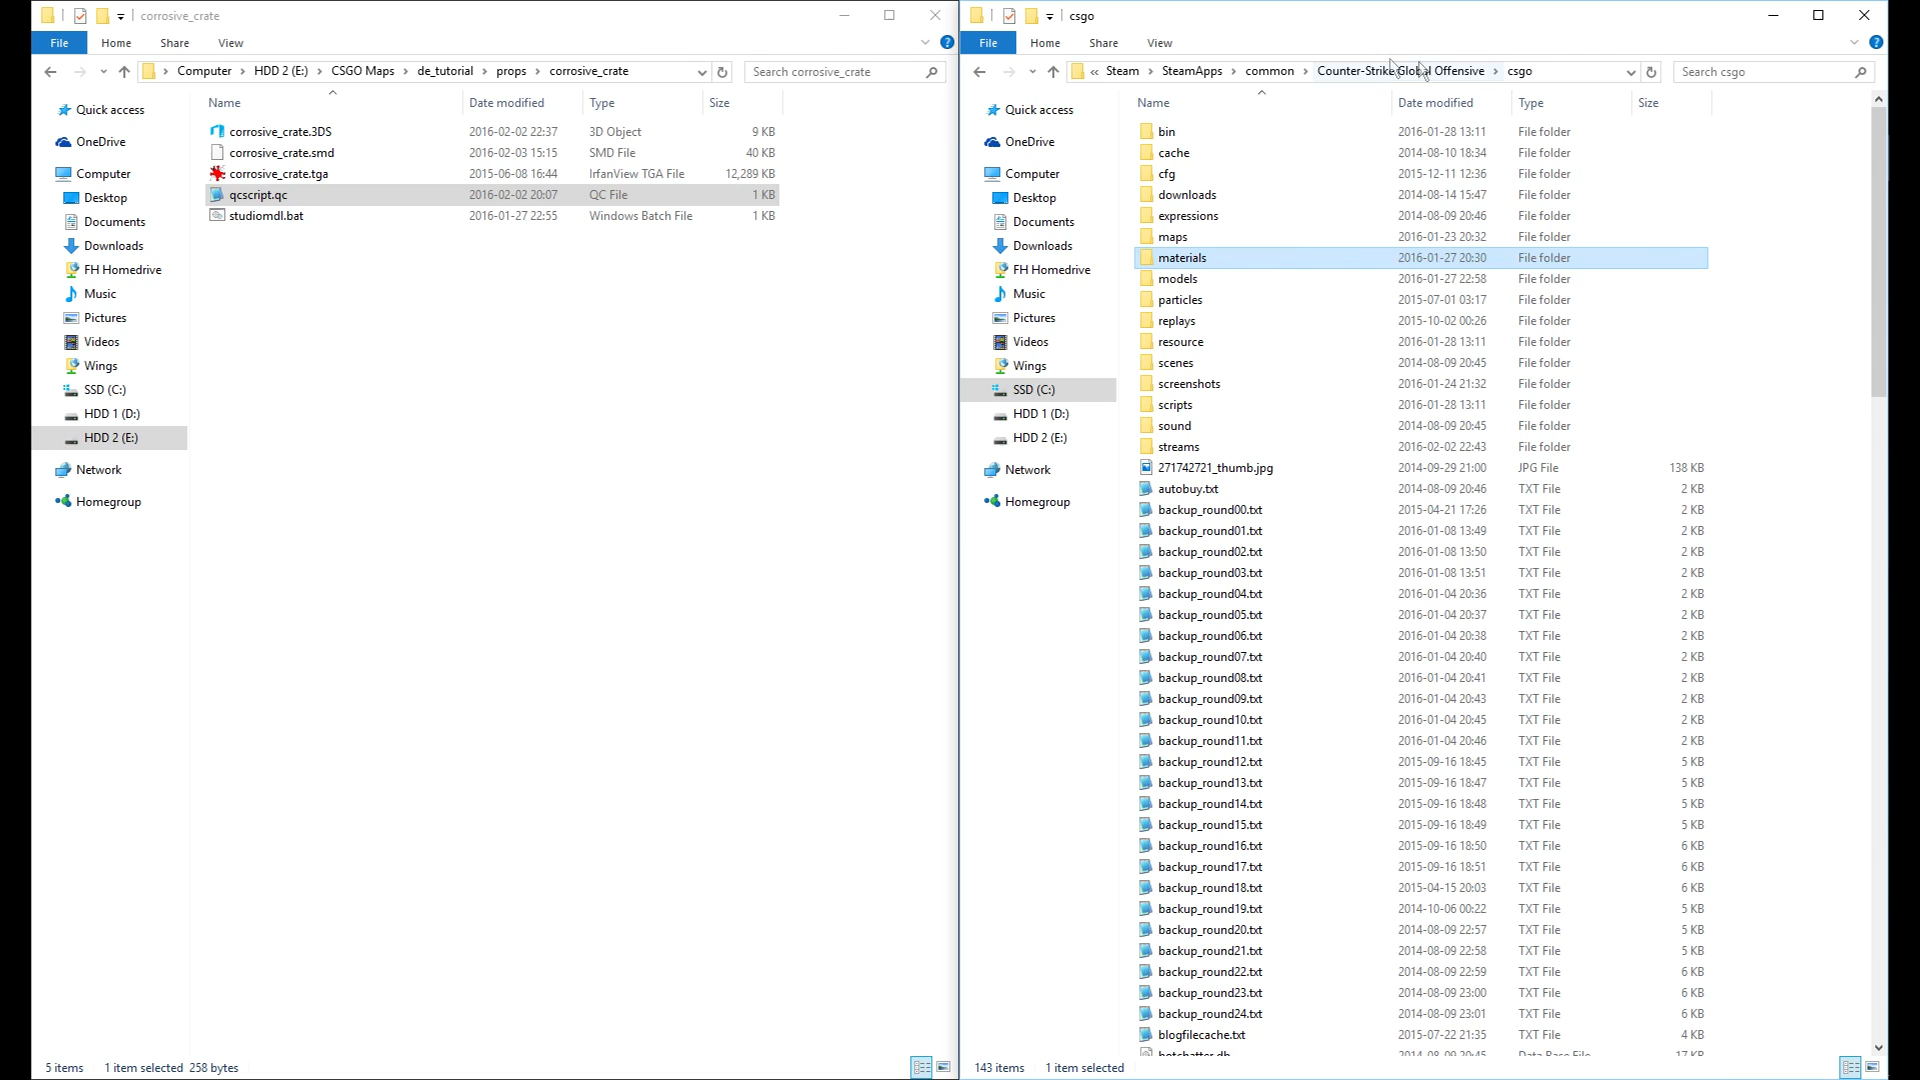 corrosive_crate
File Home Share View
Computer HDD 2 (E:) CSGO Maps de_tutorial props corrosive_crate
Search corrosive_crate
Name Date modified Type Size
Quick access
OneDrive
Computer
Desktop
Documents
Downloads
FH Homedrive
Music
Pictures
Videos
Wings
SSD (C:)
HDD 1 (D:)
HDD 2 (E:)
Network
Homegroup
corrosive_crate.3DS 2016-02-02 22:37 3D Object 9 KB
corrosive_crate.smd 2016-02-03 15:15 SMD File 40 KB
corrosive_crate.tga 2015-06-08 16:44 IrfanView TGA File 12,289 KB
qcscript.qc 2016-02-02 20:07 QC File 1 KB
studiomdl.bat 2016-01-27 22:55 Windows Batch File 1 KB
5 items 1 item selected 258 bytes
csgo
File Home Share View
« Steam SteamApps common Counter-Strike Global Offensive csgo
Search csgo
Name Date modified Type Size
Quick access
OneDrive
Computer
Desktop
Documents
Downloads
FH Homedrive
Music
Pictures
Videos
Wings
SSD (C:)
HDD 1 (D:)
HDD 2 (E:)
Network
Homegroup
bin 2016-01-28 13:11 File folder
cache 2014-08-10 18:34 File folder
cfg 2015-12-11 12:36 File folder
downloads 2014-08-14 15:47 File folder
expressions 2014-08-09 20:46 File folder
maps 2016-01-23 20:32 File folder
materials 2016-01-27 20:30 File folder
models 2016-01-27 22:58 File folder
particles 2015-07-01 03:17 File folder
replays 2015-10-02 00:26 File folder
resource 2016-01-28 13:11 File folder
scenes 2014-08-09 20:45 File folder
screenshots 2016-01-24 21:32 File folder
scripts 2016-01-28 13:11 File folder
sound 2014-08-09 20:45 File folder
streams 2016-02-02 22:43 File folder
271742721_thumb.jpg 2014-09-29 21:00 JPG File 138 KB
autobuy.txt 2014-08-09 20:46 TXT File 2 KB
backup_round00.txt 2015-04-21 17:26 TXT File 2 KB
backup_round01.txt 2016-01-08 13:49 TXT File 2 KB
backup_round02.txt 2016-01-08 13:50 TXT File 2 KB
backup_round03.txt 2016-01-08 13:51 TXT File 2 KB
backup_round04.txt 2016-01-04 20:36 TXT File 2 KB
backup_round05.txt 2016-01-04 20:37 TXT File 2 KB
backup_round06.txt 2016-01-04 20:38 TXT File 2 KB
backup_round07.txt 2016-01-04 20:40 TXT File 2 KB
backup_round08.txt 2016-01-04 20:41 TXT File 2 KB
backup_round09.txt 2016-01-04 20:43 TXT File 2 KB
backup_round10.txt 2016-01-04 20:45 TXT File 2 KB
backup_round11.txt 2016-01-04 20:46 TXT File 2 KB
backup_round12.txt 2015-09-16 18:45 TXT File 5 KB
backup_round13.txt 2015-09-16 18:47 TXT File 5 KB
backup_round14.txt 2015-09-16 18:48 TXT File 5 KB
backup_round15.txt 2015-09-16 18:49 TXT File 5 KB
backup_round16.txt 2015-09-16 18:50 TXT File 6 KB
backup_round17.txt 2015-09-16 18:51 TXT File 6 KB
backup_round18.txt 2015-04-15 20:03 TXT File 6 KB
backup_round19.txt 2014-10-06 00:22 TXT File 5 KB
backup_round20.txt 2014-08-09 22:57 TXT File 5 KB
backup_round21.txt 2014-08-09 22:58 TXT File 5 KB
backup_round22.txt 2014-08-09 22:59 TXT File 6 KB
backup_round23.txt 2014-08-09 23:00 TXT File 6 KB
backup_round24.txt 2014-08-09 23:01 TXT File 6 KB
blogfilecache.txt 2015-07-22 21:35 TXT File 4 KB
botchatter.db 2014-08-09 20:45 Data Base File 17 KB
143 items 1 item selected